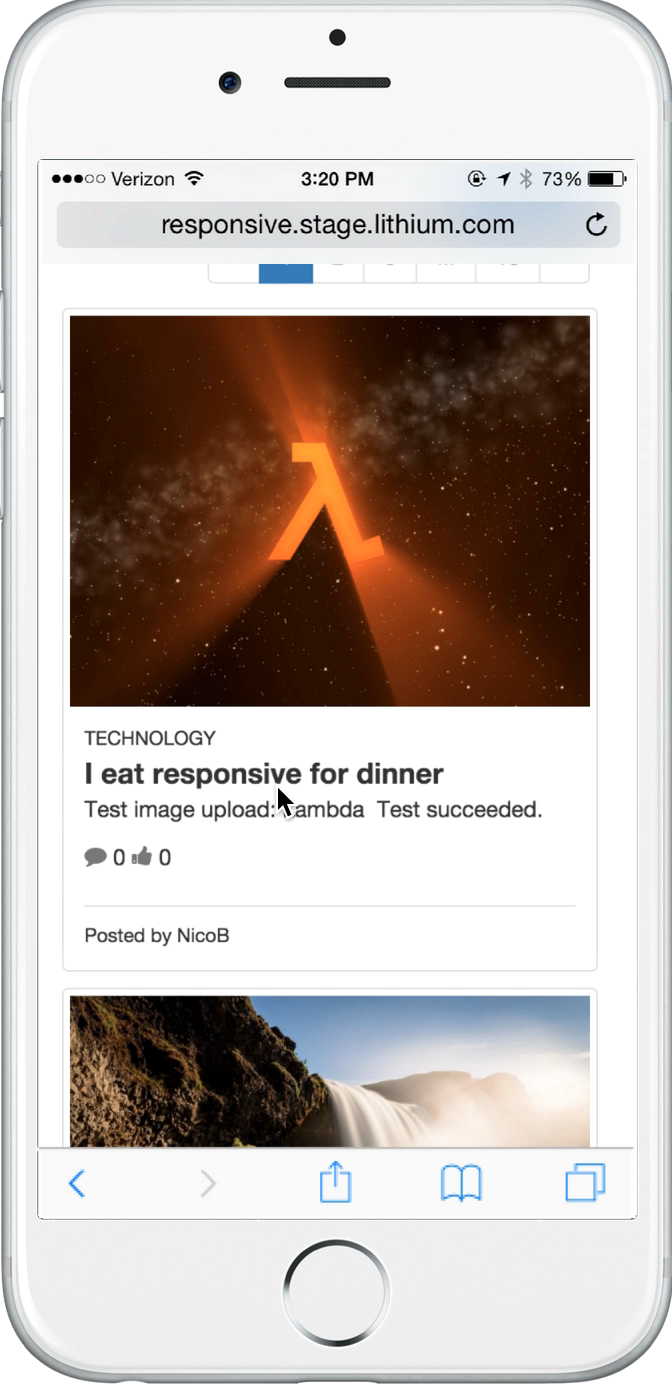 Verizon 3:20 PM 73%
responsive.stage.lithium.com
λ
TECHNOLOGY
I eat responsive for dinner
Test image upload: ambda Test succeeded.
0 0
Posted by NicoB